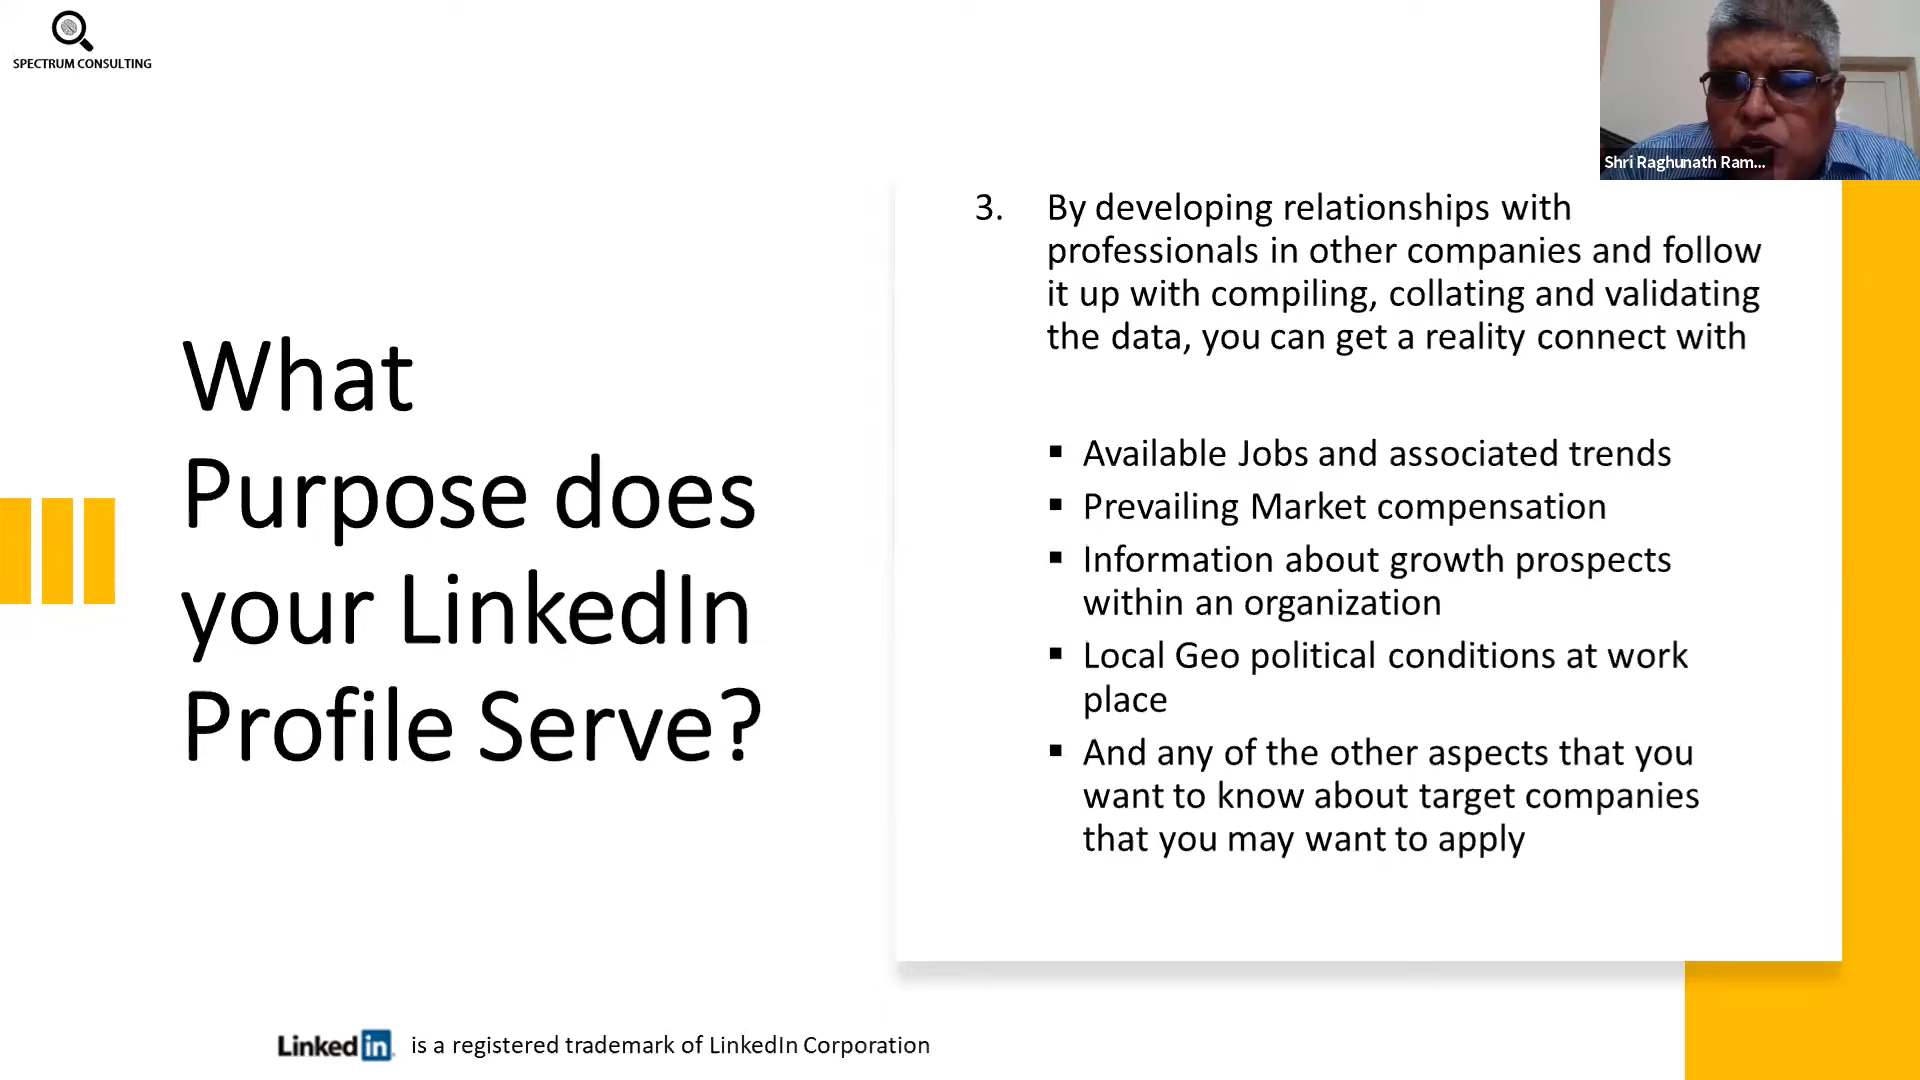 SPECTRUM CONSULTING
Shri Raghunath Ram...
What
Purpose does
your LinkedIn
Profile Serve?
3. By developing relationships with
professionals in other companies and follow
it up with compiling, collating and validating
the data, you can get a reality connect with
▪ Available Jobs and associated trends
▪ Prevailing Market compensation
▪ Information about growth prospects
within an organization
▪ Local Geo political conditions at work
place
▪ And any of the other aspects that you
want to know about target companies
that you may want to apply
Linked in is a registered trademark of LinkedIn Corporation